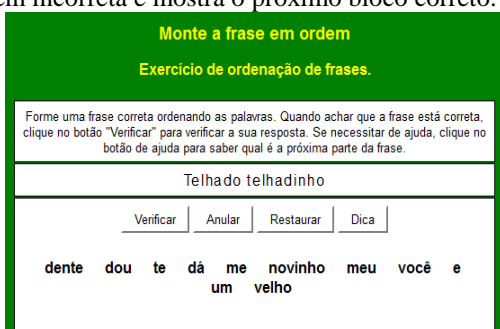 em incorreta e mostra o próximo bloco correto.
Monte a frase em ordem
Exercício de ordenação de frases.
Forme uma frase correta ordenando as palavras. Quando achar que a frase está correta,
clique no botão "Verificar" para verificar a sua resposta. Se necessitar de ajuda, clique no
botão de ajuda para saber qual é a próxima parte da frase.
Telhado telhadinho
Verificar Anular Restaurar Dica
dente dou te dá me novinho meu você e
um velho